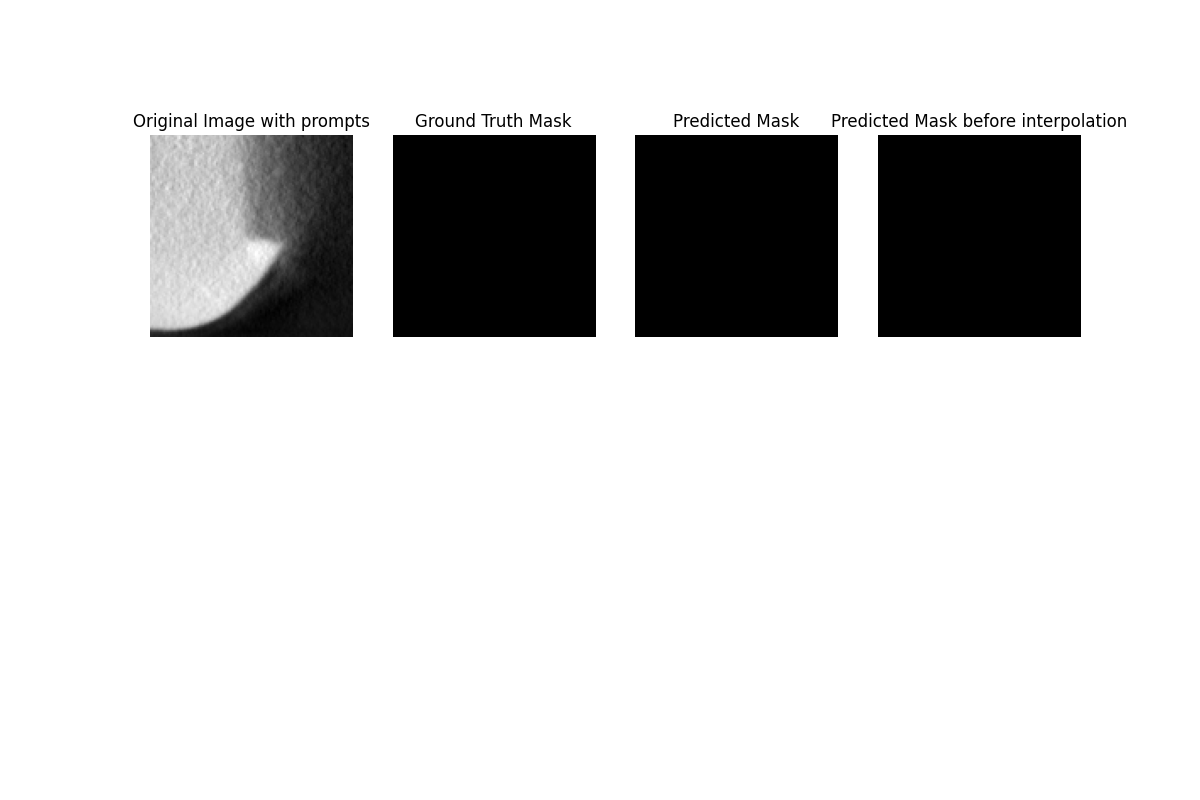 Original Image with prompts
Ground Truth Mask
Predicted Mask
Predicted Mask before interpolation